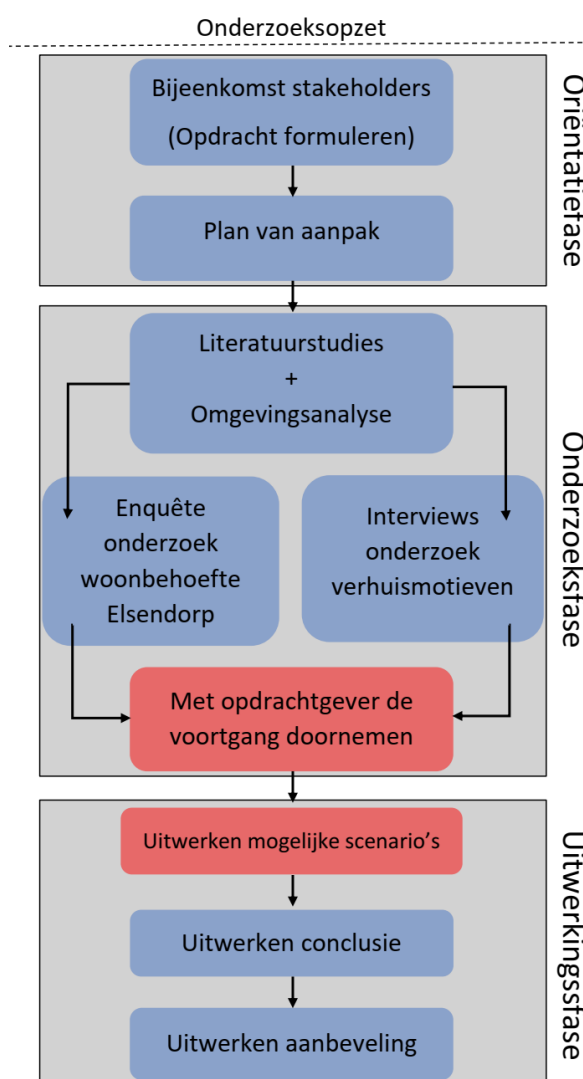 Onderzoeksopzet
Bijeenkomst stakeholders
(Opdracht formuleren)
Plan van aanpak
Oriëntatiefase
Literatuurstudies
+
Omgevingsanalyse
Enquête
onderzoek
woonbehoefte
Elsendorp
Interviews
onderzoek
verhuismotieven
Met opdrachtgever de
voortgang doornemen
Onderzoeksfase
Uitwerken mogelijke scenario’s
Uitwerken conclusie
Uitwerken aanbeveling
Uitwerkingssfase